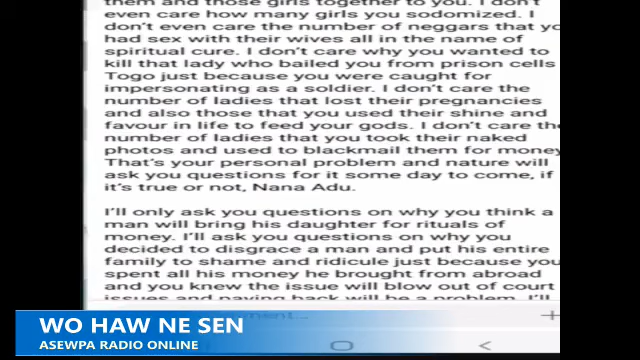 them and those girls together to you. I don't
even care how many girls you sodomized. I
don't even care the number of neggars that yo
had sex with their wives all in the name of
spiritual cure. I don't care why you wanted to
kill that lady who bailed you from prison cells
Togo just because you were caught for
impersonating as a soldier. I don't care the
number of ladies that lost their pregnancies
and also those that you used their shine and
favour in life to feed your gods. I don't care the
number of ladies that you took their naked
photos and used to blackmail them for money
That's your personal problem and nature will
ask you questions for it some day to come, if
it's true or not, Nana Adu.
I'll only ask you questions on why you think a
man will bring his daughter for rituals of
money. I'll ask you questions on why you
decided to disgrace a man and put his entire
family to shame and ridicule just because you
spent all his money he brought from abroad
and you knew the issue will blow out of court
issues and paying back will be a problem. I'll
WO HAW NE SEN
ASEWPA RADIO ONLINE